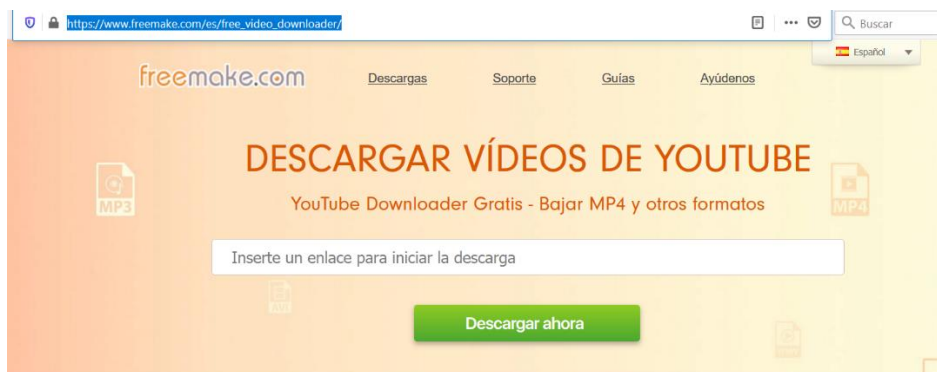 https://www.freemake.com/es/free_video_downloader/
Buscar
Español
freemake.com
Descargas Soporte Guías Ayúdenos
DESCARGAR VÍDEOS DE YOUTUBE
YouTube Downloader Gratis - Bajar MP4 y otros formatos
MP3
MP4
Inserte un enlace para iniciar la descarga
AVI
Descargar ahora